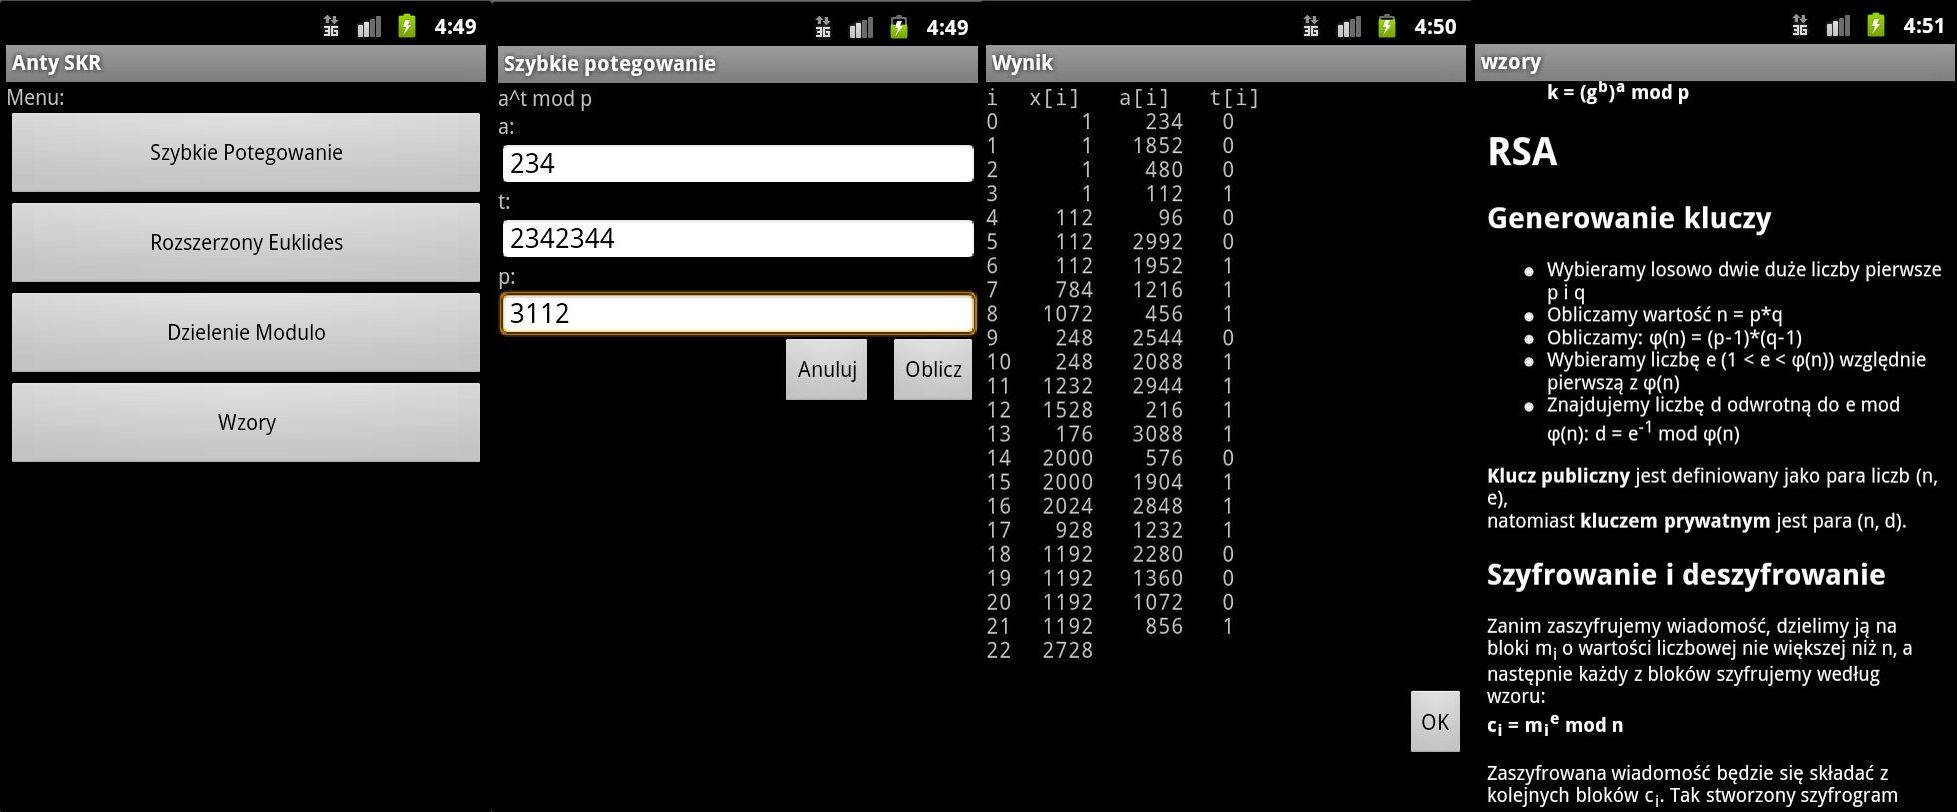 3G 4:49
Anty SKR
Menu:
Szybkie Potegowanie
Rozszerzony Euklides
Dzielenie Modulo
Wzory
3G 4:49
Szybkie potegowanie
a^t mod p
a:
234
t:
2342344
p:
3112
Anuluj Oblicz
3G 4:50
Wynik
i x[i] a[i] t[i]
0 1 234 0
1 1 1852 0
2 1 480 0
3 1 112 1
4 112 96 0
5 112 2992 0
6 112 1952 1
7 784 1216 1
8 1072 456 1
9 248 2544 0
10 248 2088 1
11 1232 2944 1
12 1528 216 1
13 176 3088 1
14 2000 576 0
15 2000 1904 1
16 2024 2848 1
17 928 1232 1
18 1192 2280 0
19 1192 1360 0
20 1192 1072 0
21 1192 856 1
22 2728
OK
3G 4:51
wzory
k = (g^b)^a mod p
RSA
Generowanie kluczy
Wybieramy losowo dwie duże liczby pierwsze
p i q
Obliczamy wartość n = p*q
Obliczamy: φ(n) = (p-1)*(q-1)
Wybieramy liczbę e (1 < e < φ(n)) względnie
pierwszą z φ(n)
Znajdujemy liczbę d odwrotną do e mod
φ(n): d = e^-1 mod φ(n)
Klucz publiczny jest definiowany jako para liczb (n,
e),
natomiast kluczem prywatnym jest para (n, d).
Szyfrowanie i deszyfrowanie
Zanim zaszyfrujemy wiadomość, dzielimy ją na
bloki m_i o wartości liczbowej nie większej niż n, a
następnie każdy z bloków szyfrujemy według
wzoru:
c_i = m_i^e mod n
Zaszyfrowana wiadomość będzie się składać z
kolejnych bloków c_i. Tak stworzony szyfrogram